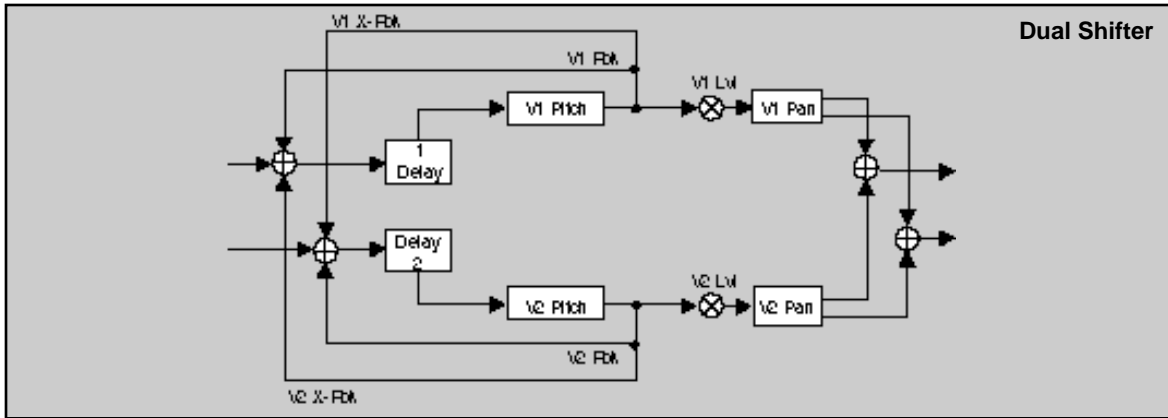 Dual Shifter
V1 X-Fbk
V1 Fbk
V1 Lvl
V1 Pitch
V1 Pan
1
Delay
Delay
2
V2 Lvl
V2 Pitch
V2 Pan
V2 Fbk
V2 X-Fbk